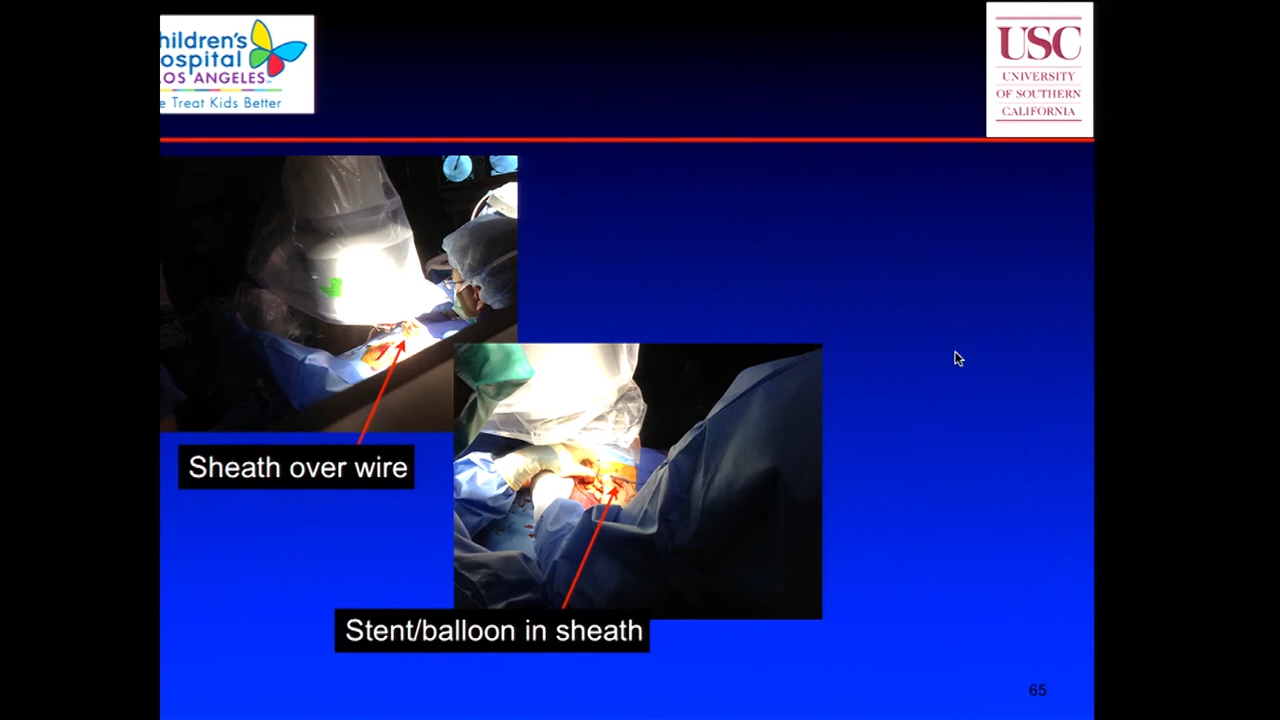 hildren's
ospital
LOS ANGELES
e Treat Kids Better
USC
UNIVERSITY
OF SOUTHERN
CALIFORNIA
Sheath over wire
Stent/balloon in sheath
65